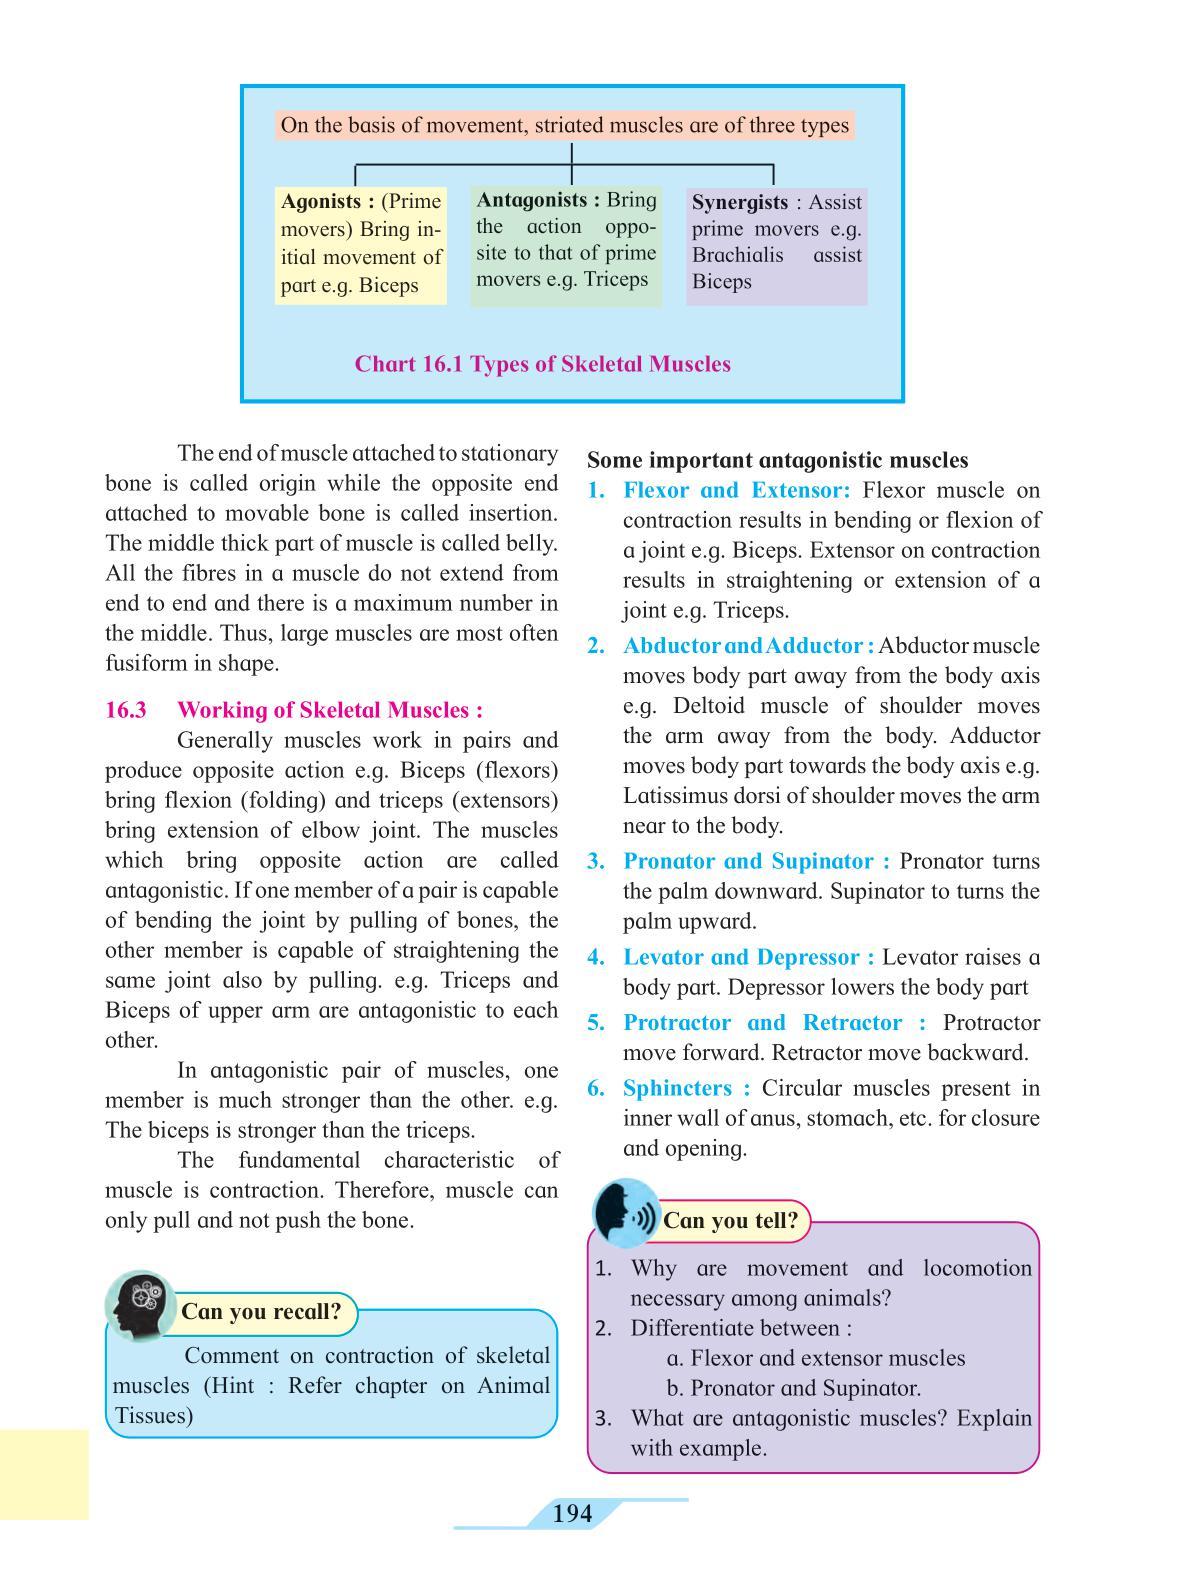 On the basis of movement, striated muscles are of three types
Agonists : (Prime
movers) Bring in-
itial movement of
part e.g. Biceps
Antagonists : Bring
the action oppo-
site to that of prime
movers e.g. Triceps
Synergists : Assist
prime movers e.g.
Brachialis assist
Biceps
Chart 16.1 Types of Skeletal Muscles
The end of muscle attached to stationary
bone is called origin while the opposite end
attached to movable bone is called insertion.
The middle thick part of muscle is called belly.
All the fibres in a muscle do not extend from
end to end and there is a maximum number in
the middle. Thus, large muscles are most often
fusiform in shape.
16.3 Working of Skeletal Muscles :
Generally muscles work in pairs and
produce opposite action e.g. Biceps (flexors)
bring flexion (folding) and triceps (extensors)
bring extension of elbow joint. The muscles
which bring opposite action are called
antagonistic. If one member of a pair is capable
of bending the joint by pulling of bones, the
other member is capable of straightening the
same joint also by pulling. e.g. Triceps and
Biceps of upper arm are antagonistic to each
other.
In antagonistic pair of muscles, one
member is much stronger than the other. e.g.
The biceps is stronger than the triceps.
The fundamental characteristic of
muscle is contraction. Therefore, muscle can
only pull and not push the bone.
Can you recall?
Comment on contraction of skeletal
muscles (Hint : Refer chapter on Animal
Tissues)
Some important antagonistic muscles
1. Flexor and Extensor: Flexor muscle on
contraction results in bending or flexion of
a joint e.g. Biceps. Extensor on contraction
results in straightening or extension of a
joint e.g. Triceps.
2. Abductor and Adductor : Abductor muscle
moves body part away from the body axis
e.g. Deltoid muscle of shoulder moves
the arm away from the body. Adductor
moves body part towards the body axis e.g.
Latissimus dorsi of shoulder moves the arm
near to the body.
3. Pronator and Supinator : Pronator turns
the palm downward. Supinator to turns the
palm upward.
4. Levator and Depressor : Levator raises a
body part. Depressor lowers the body part
5. Protractor and Retractor : Protractor
move forward. Retractor move backward.
6. Sphincters : Circular muscles present in
inner wall of anus, stomach, etc. for closure
and opening.
Can you tell?
1. Why are movement and locomotion
necessary among animals?
2. Differentiate between :
a. Flexor and extensor muscles
b. Pronator and Supinator.
3. What are antagonistic muscles? Explain
with example.
194